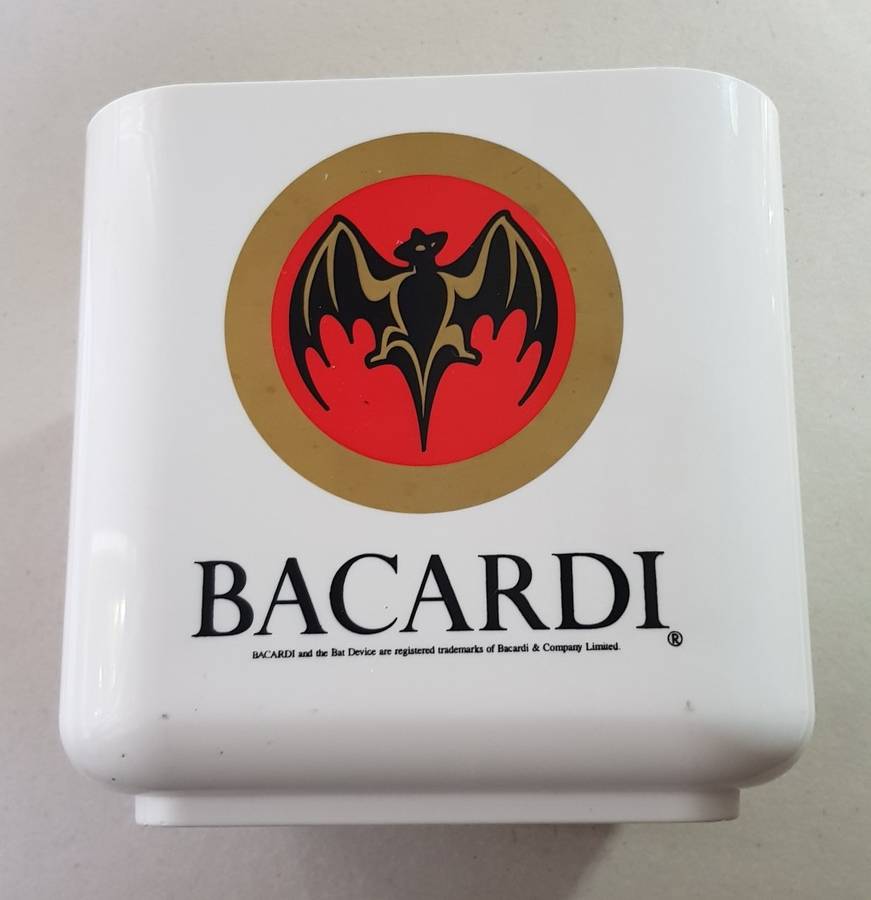 BACARDI®
BACARDI and the Bat Device are registered trademarks of Bacardi & Company Limited.